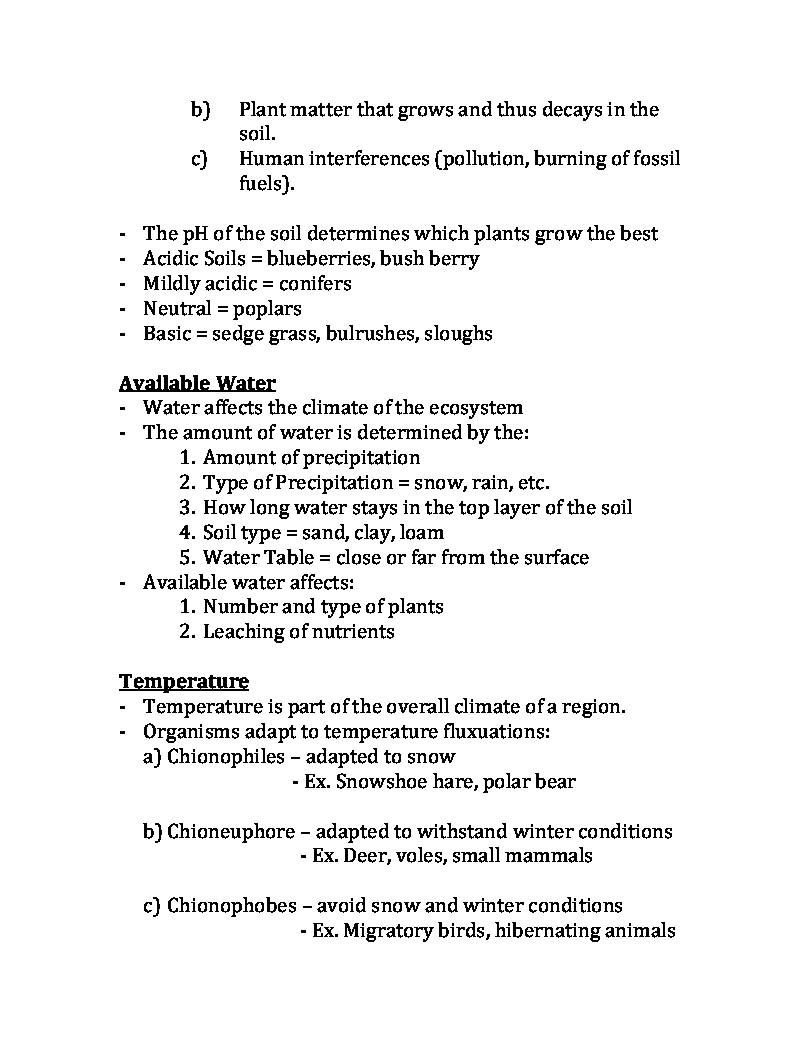 b) Plant matter that grows and thus decays in the
soil.
c) Human interferences (pollution, burning of fossil
fuels).
- The pH of the soil determines which plants grow the best
- Acidic Soils = blueberries, bush berry
- Mildly acidic = conifers
- Neutral = poplars
- Basic = sedge grass, bulrushes, sloughs
Available Water
- Water affects the climate of the ecosystem
- The amount of water is determined by the:
1. Amount of precipitation
2. Type of Precipitation = snow, rain, etc.
3. How long water stays in the top layer of the soil
4. Soil type = sand, clay, loam
5. Water Table = close or far from the surface
- Available water affects:
1. Number and type of plants
2. Leaching of nutrients
Temperature
- Temperature is part of the overall climate of a region.
- Organisms adapt to temperature fluxuations:
a) Chionophiles – adapted to snow
- Ex. Snowshoe hare, polar bear
b) Chioneuphore – adapted to withstand winter conditions
- Ex. Deer, voles, small mammals
c) Chionophobes – avoid snow and winter conditions
- Ex. Migratory birds, hibernating animals